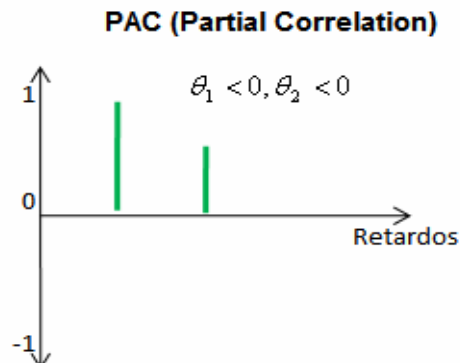 PAC (Partial Correlation)
1
θ₁ < 0, θ₂ < 0
0
Retardos
-1